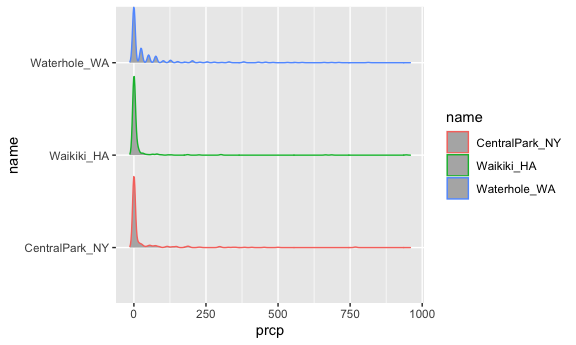 Waterhole_WA
Waikiki_HA
CentralPark_NY
name
0
250
500
750
1000
prcp
name
CentralPark_NY
Waikiki_HA
Waterhole_WA